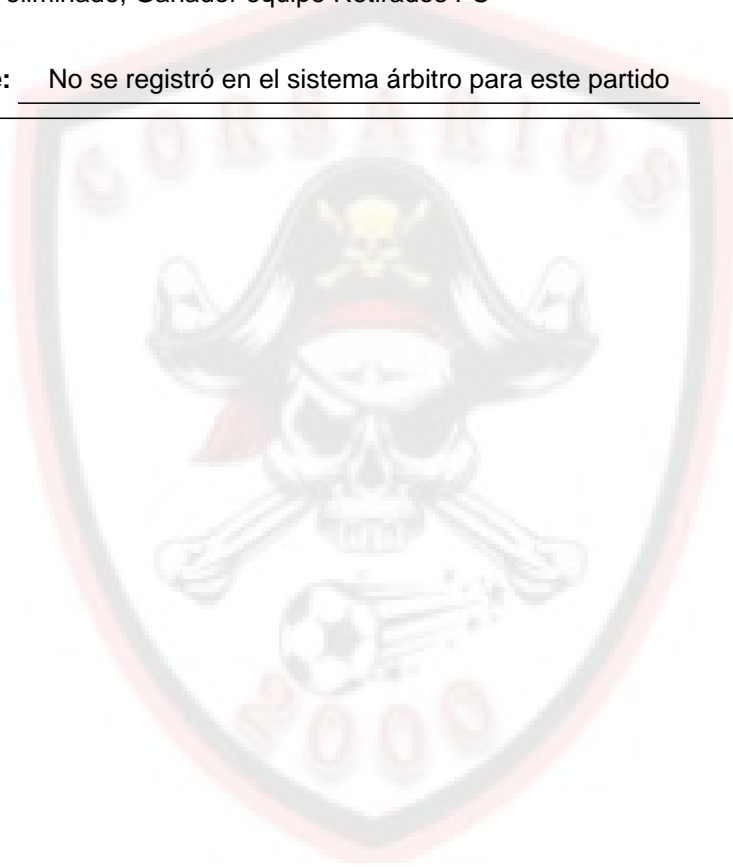 eliminado, Ganador equipo Retirados FC
: No se registró en el sistema árbitro para este partido
CORSARIOS
2000